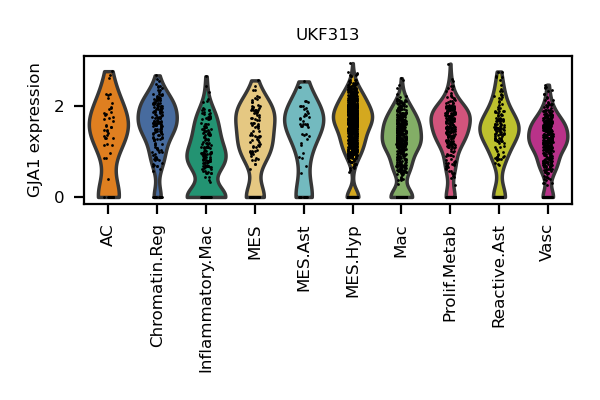 UKF313
GJA1 expression
2
0
AC
Chromatin.Reg
Inflammatory.Mac
MES
MES.Ast
MES.Hyp
Mac
Prolif.Metab
Reactive.Ast
Vasc